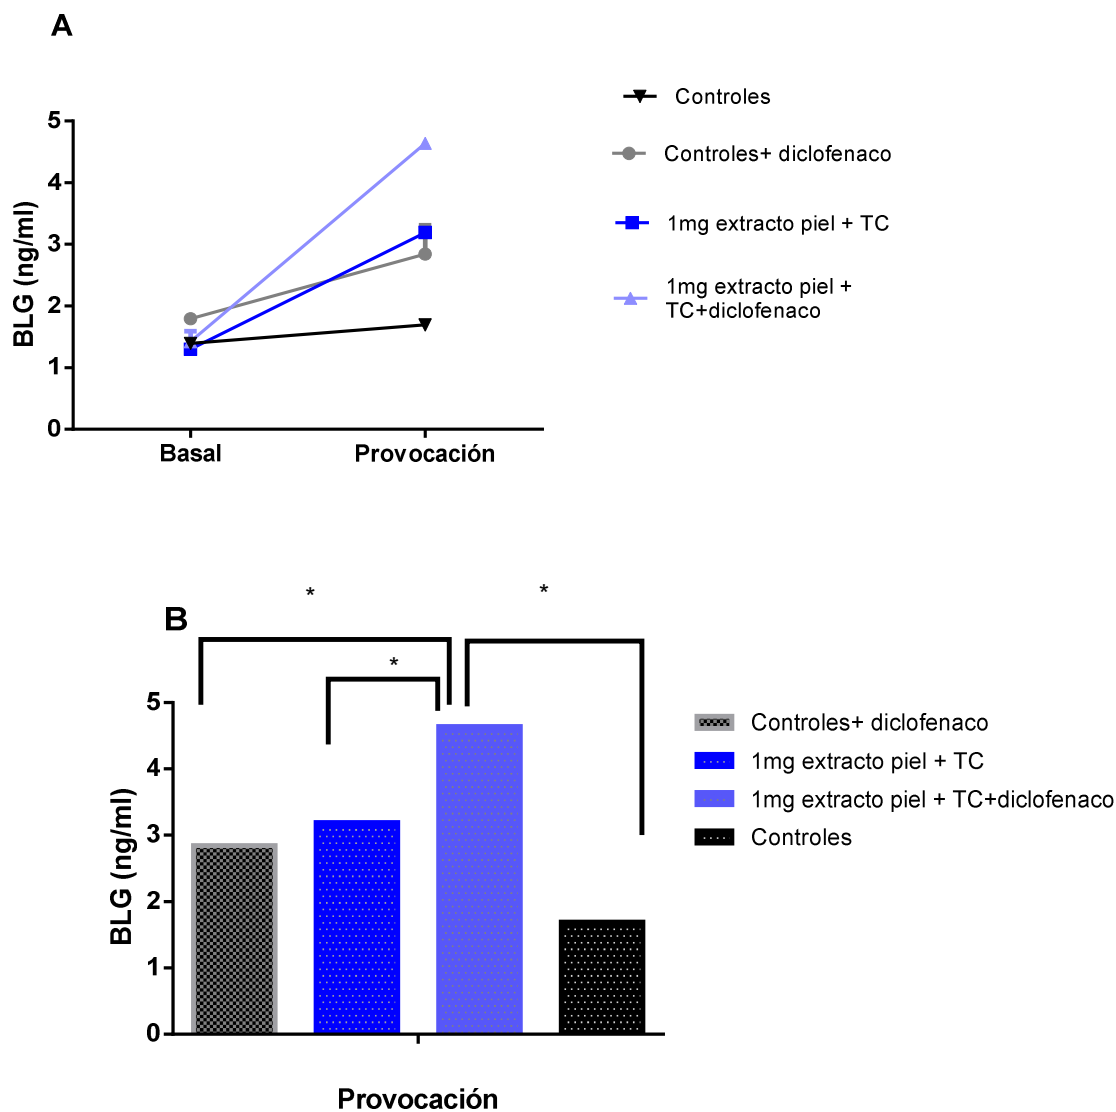 A
Controles
Controles+ diclofenaco
1mg extracto piel + TC
1mg extracto piel +
TC+diclofenaco
BLG (ng/ml)
5
4
3
2
1
0
Basal
Provocación
*
*
B
*
BLG (ng/ml)
5
4
3
2
1
0
Controles+ diclofenaco
1mg extracto piel + TC
1mg extracto piel + TC+diclofenaco
Controles
Provocación